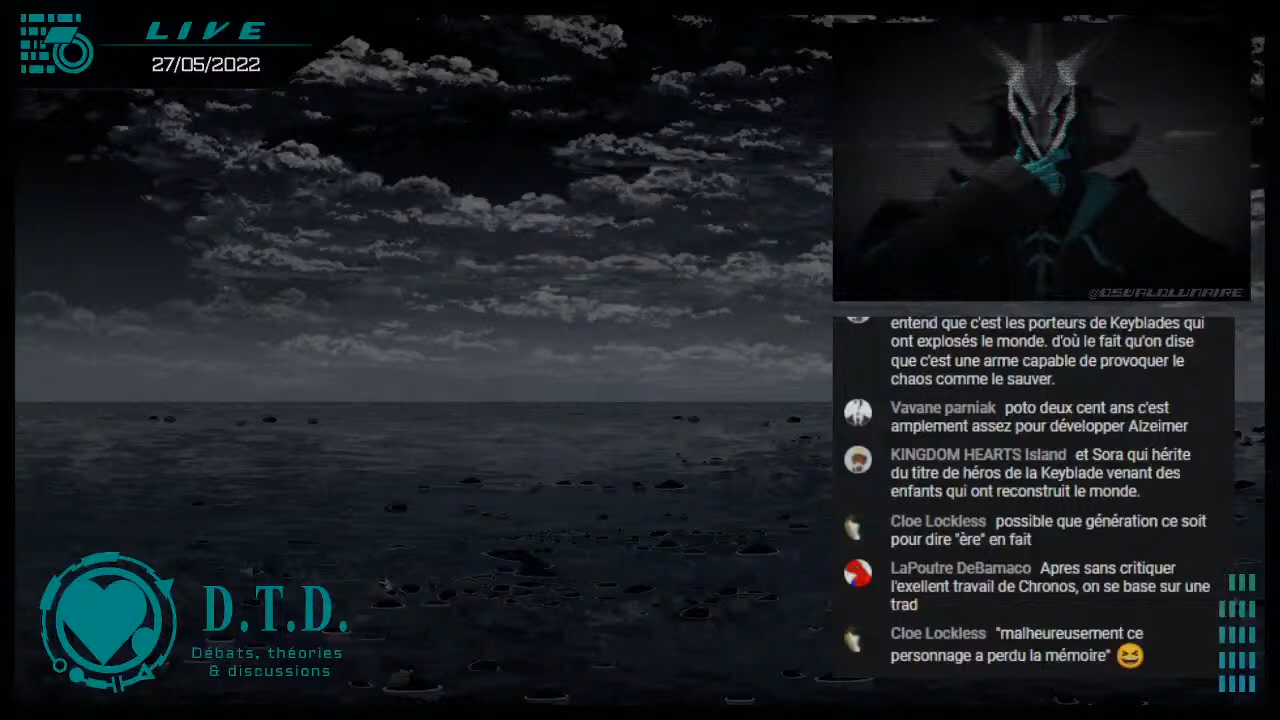 LIVE
27/05/2022
@OSWALDLUNAIRE
entend que c'est les porteurs de Keyblades qui
ont explosés le monde. d'où le fait qu'on dise
que c'est une arme capable de provoquer le
chaos comme le sauver.
Vavane parniak poto deux cent ans c'est
amplement assez pour développer Alzeimer
KINGDOM HEARTS Island et Sora qui hérite
du titre de héros de la Keyblade venant des
enfants qui ont reconstruit le monde.
Cloe Lockless possible que génération ce soit
pour dire "ère" en fait
LaPoutre DeBamaco Apres sans critiquer
l'exellent travail de Chronos, on se base sur une
trad
Cloe Lockless "malheureusement ce
personnage a perdu la mémoire" 😆
D.T.D.
Débats, théories
& discussions